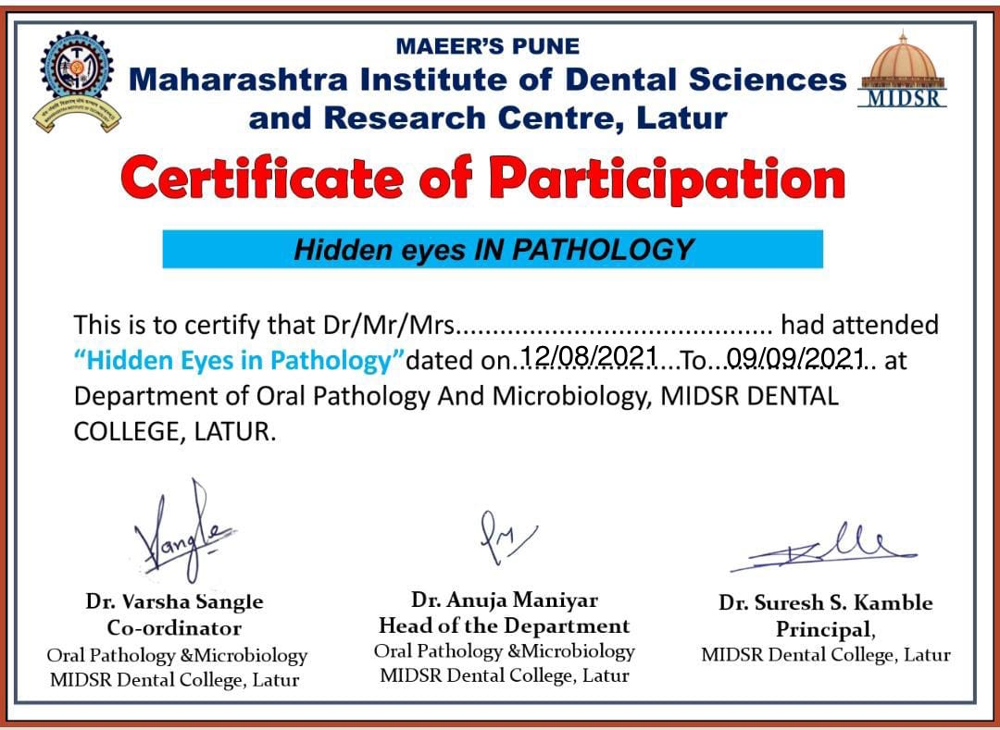 MAEER'S PUNE
Maharashtra Institute of Dental Sciences
and Research Centre, Latur
MIDSR
Certificate of Participation
Hidden eyes IN PATHOLOGY
This is to certify that Dr/Mr/Mrs.......................................... had attended
“Hidden Eyes in Pathology”dated on..12/08/2021...To...09/09/2021.. at
Department of Oral Pathology And Microbiology, MIDSR DENTAL
COLLEGE, LATUR.
Sangle
Dr. Varsha Sangle
Co-ordinator
Oral Pathology &Microbiology
MIDSR Dental College, Latur
Dr. Anuja Maniyar
Head of the Department
Oral Pathology &Microbiology
MIDSR Dental College, Latur
Dr. Suresh S. Kamble
Principal,
MIDSR Dental College, Latur